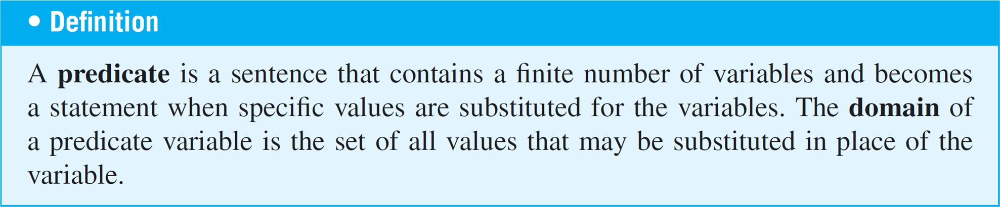 • Definition
A predicate is a sentence that contains a finite number of variables and becomes
a statement when specific values are substituted for the variables. The domain of
a predicate variable is the set of all values that may be substituted in place of the
variable.